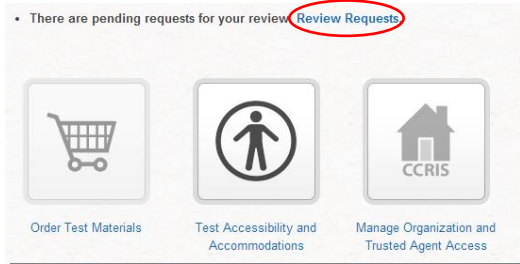 • There are pending requests for your review. Review Requests.
CCRIS
Order Test Materials
Test Accessibility and
Accommodations
Manage Organization and
Trusted Agent Access